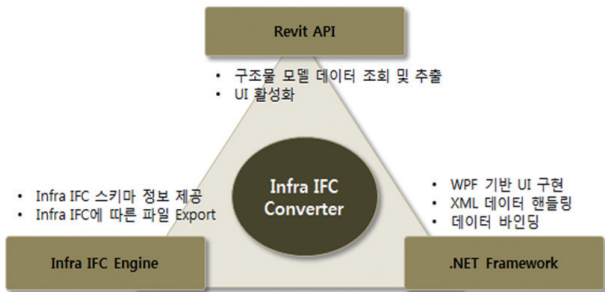 Revit API
• 구조물 모델 데이터 조회 및 추출
• UI 활성화
Infra IFC
Converter
• Infra IFC 스키마 정보 제공
• Infra IFC에 따른 파일 Export
• WPF 기반 UI 구현
• XML 데이터 핸들링
• 데이터 바인딩
Infra IFC Engine
.NET Framework